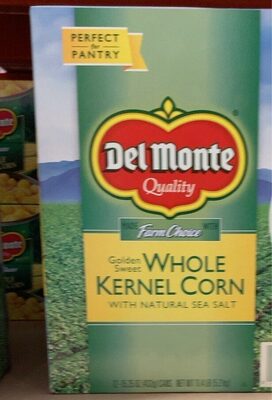 PERFECT
for
PANTRY
Del Monte
Quality
Farm Choice
Golden
Sweet
WHOLE
KERNEL CORN
WITH NATURAL SEA SALT